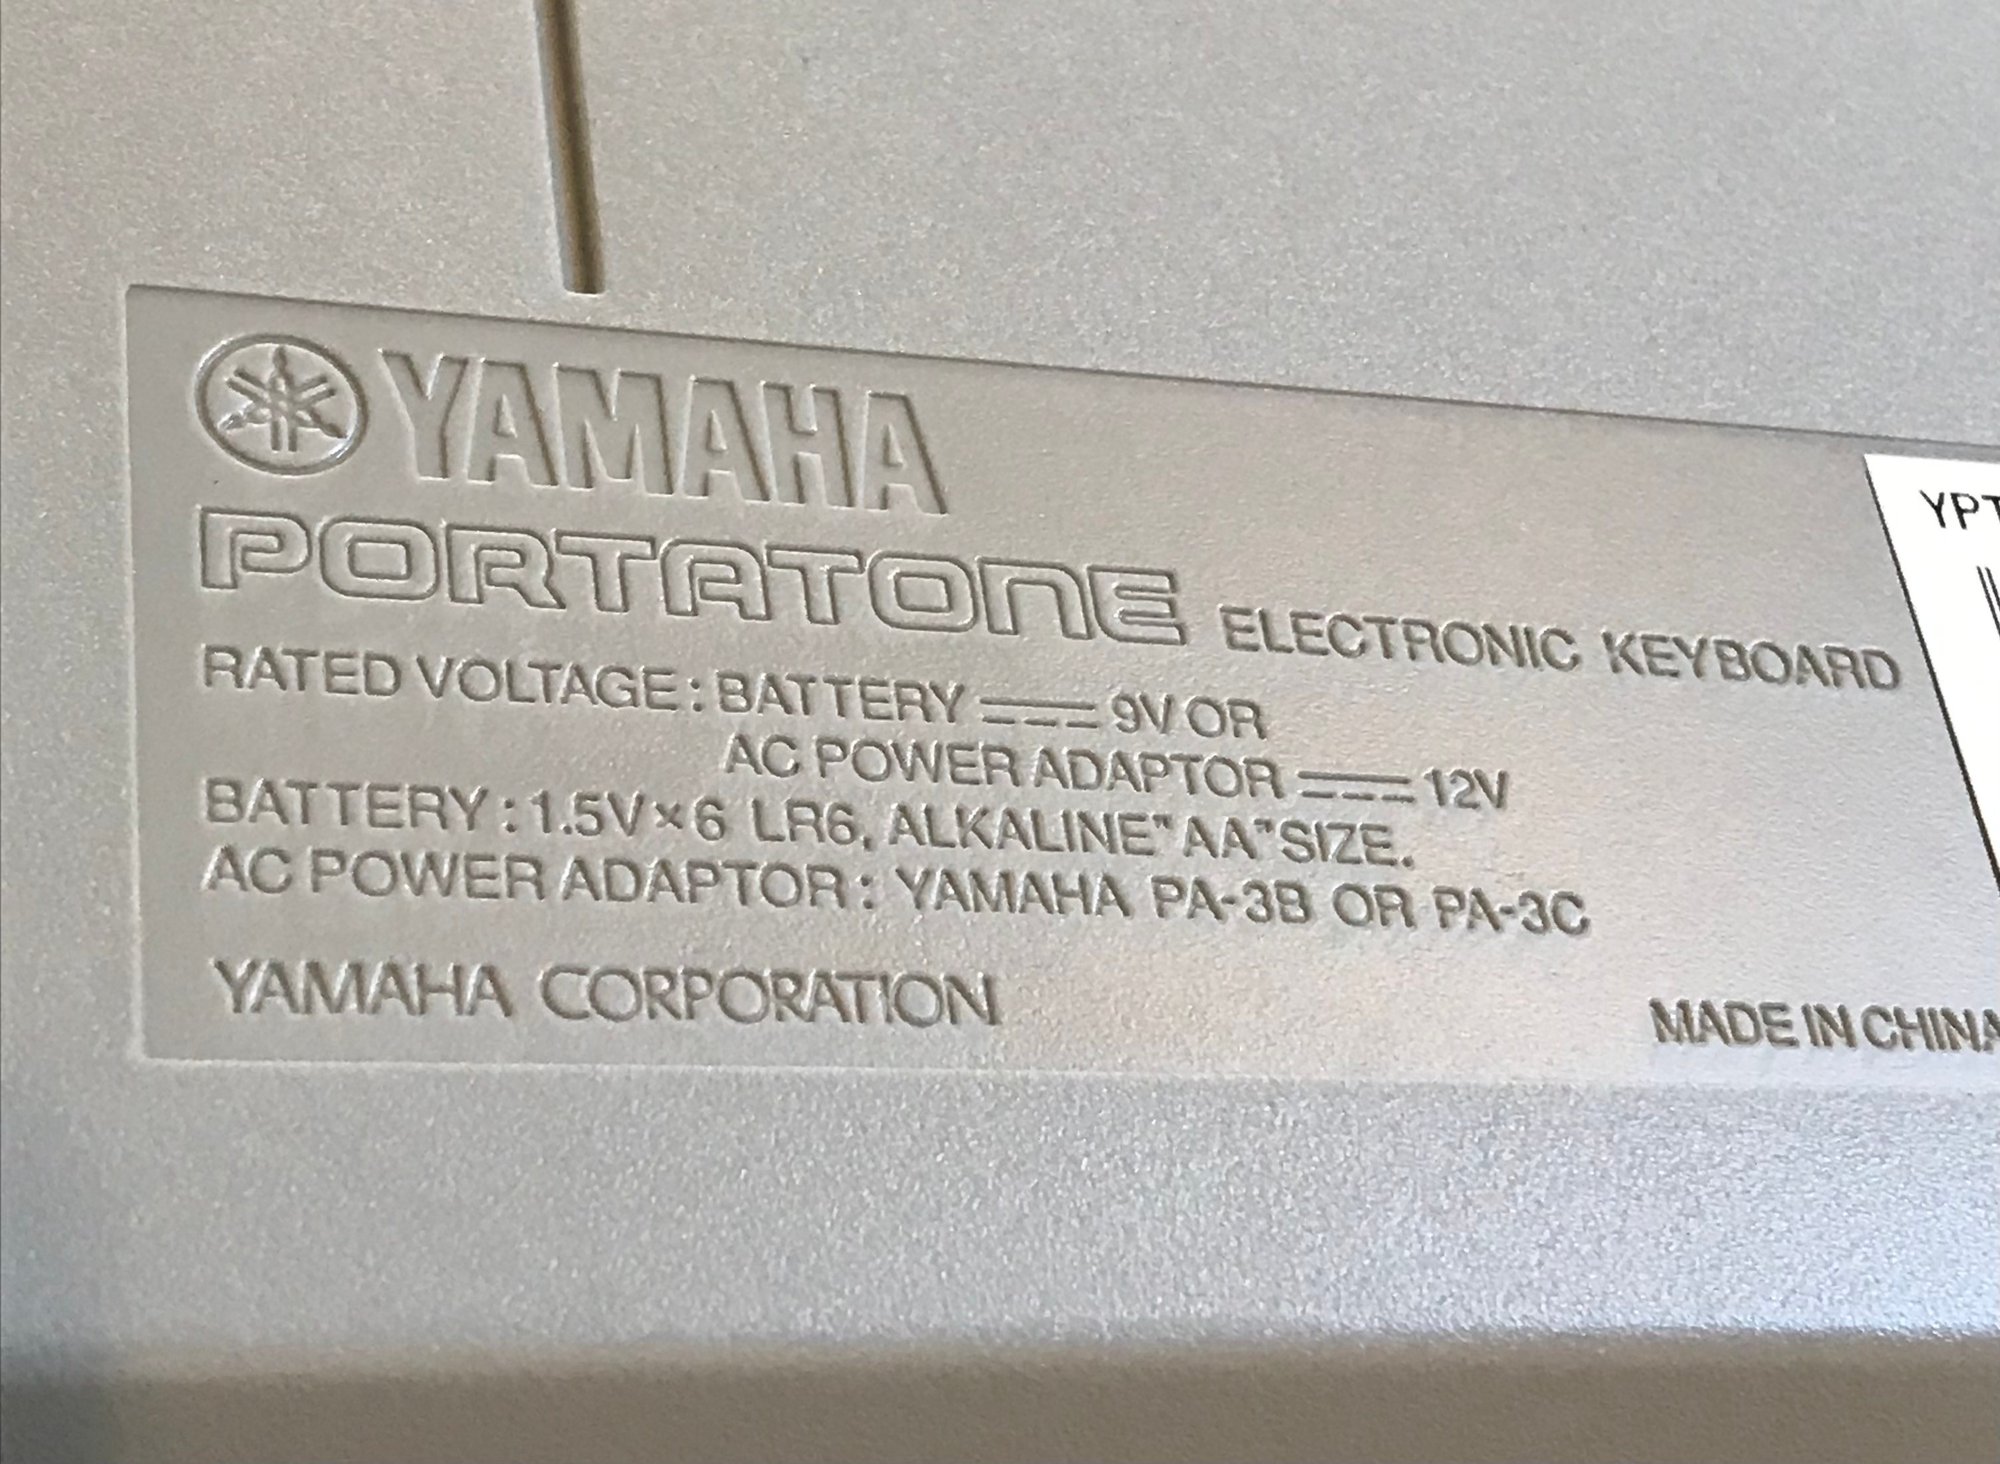 YAMAHA
PORTATONE ELECTRONIC KEYBOARD
RATED VOLTAGE : BATTERY ⎓ 9V OR
AC POWER ADAPTOR ⎓ 12V
BATTERY : 1.5V×6 LR6, ALKALINE”AA”SIZE.
AC POWER ADAPTOR : YAMAHA PA-3B OR PA-3C
YAMAHA CORPORATION
MADE IN CHINA
YPT